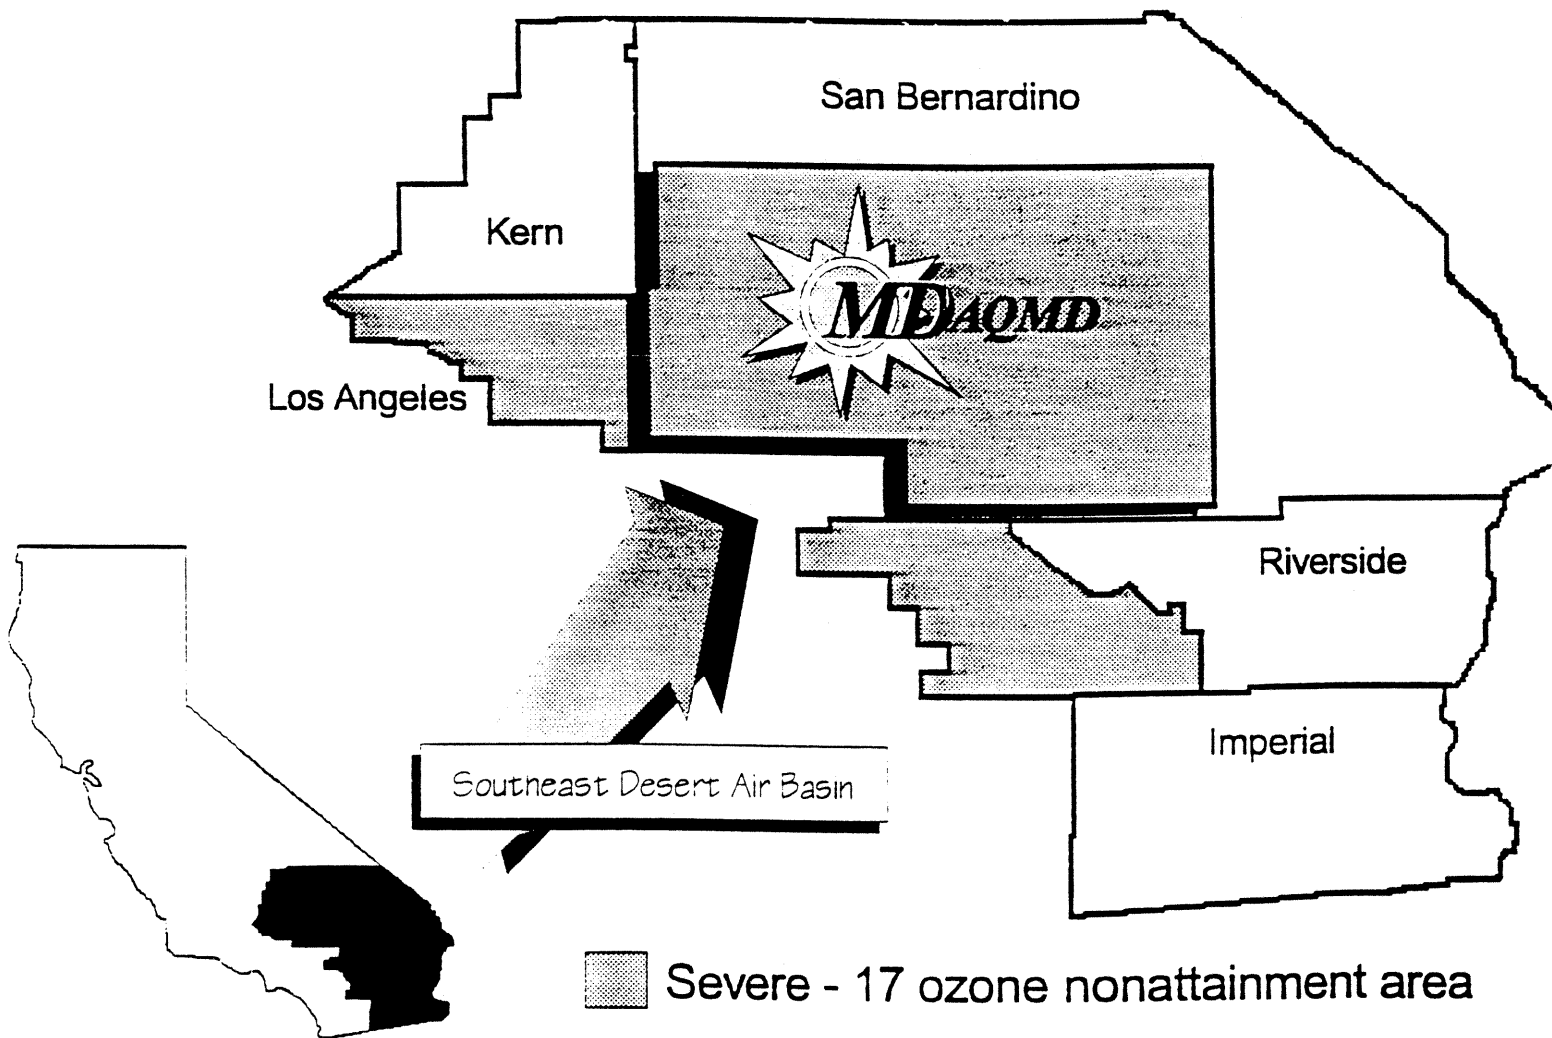 San Bernardino
Kern
MDAQMD
Los Angeles
Riverside
Imperial
Southeast Desert Air Basin
Severe - 17 ozone nonattainment area